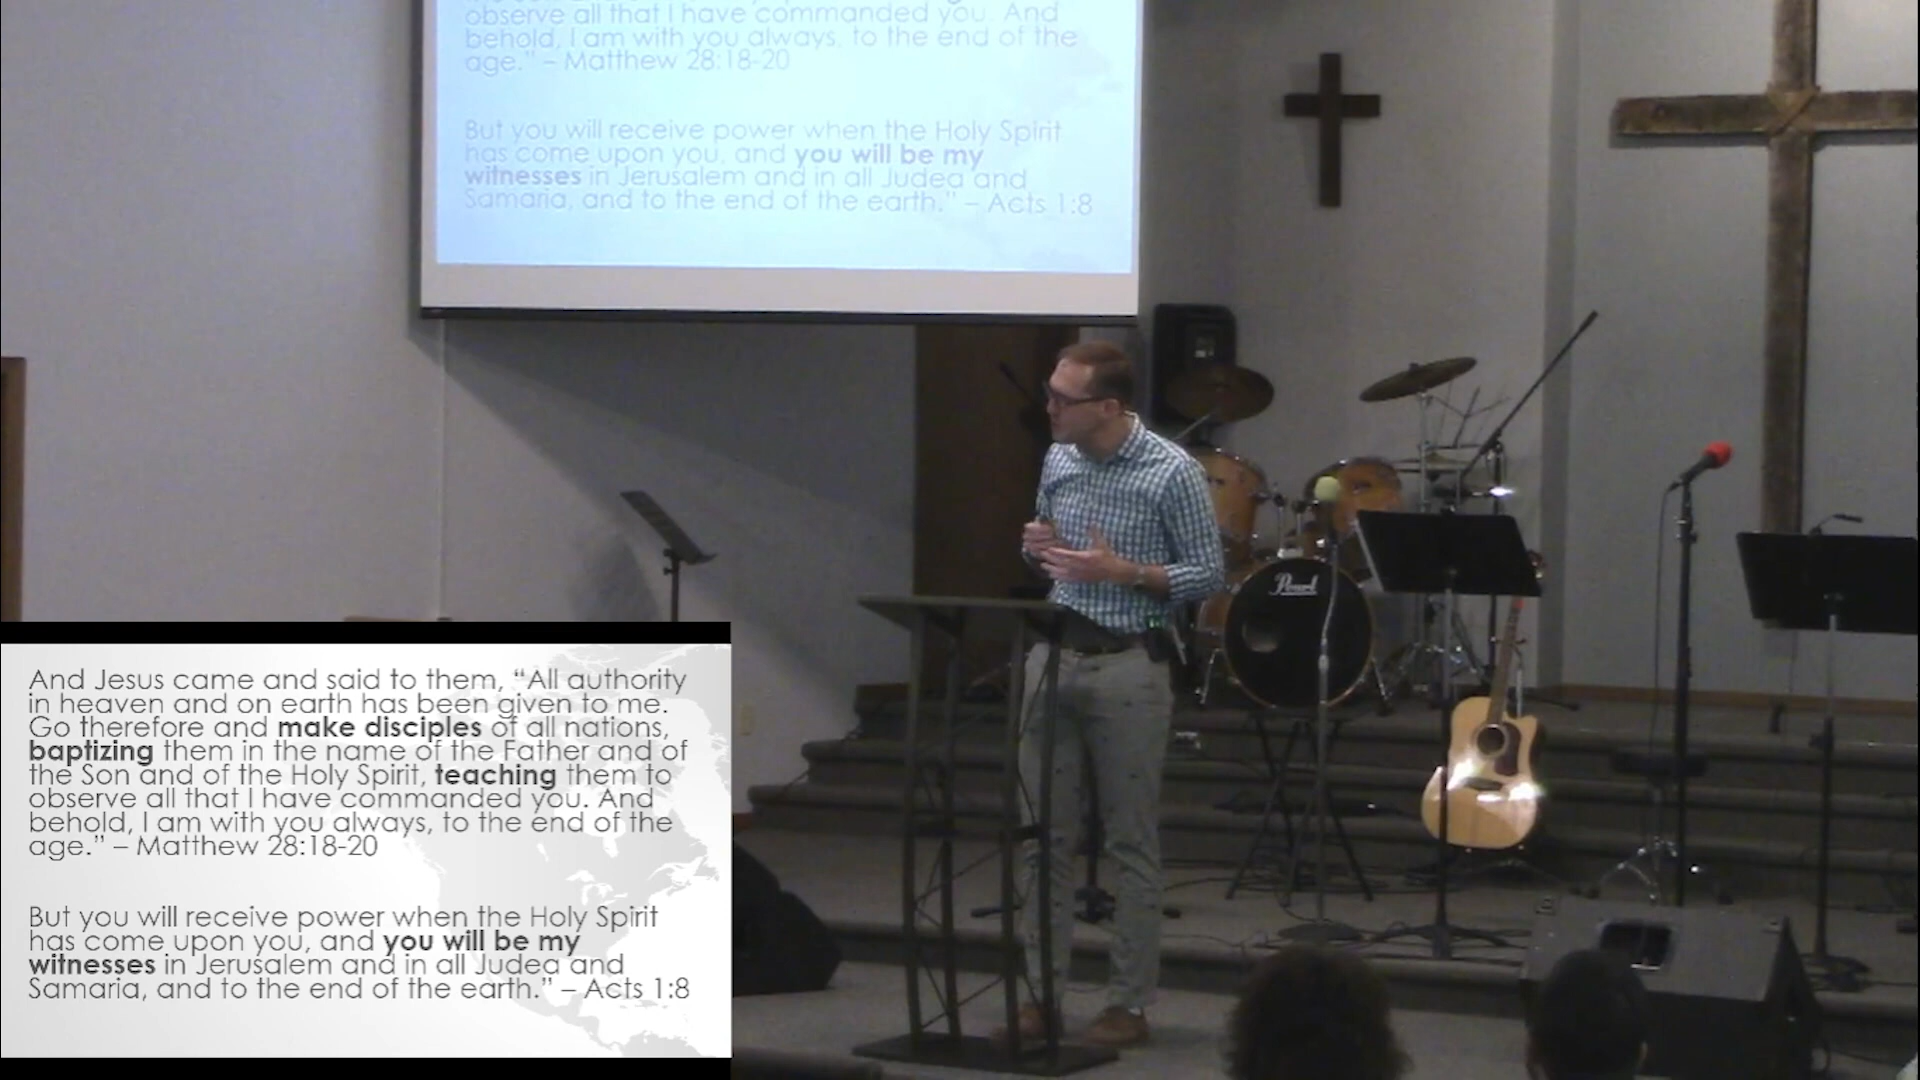 observe all that I have commanded you. And
behold, I am with you always, to the end of the
age.” – Matthew 28:18-20
But you will receive power when the Holy Spirit
has come upon you, and you will be my
witnesses in Jerusalem and in all Judea and
Samaria, and to the end of the earth.” – Acts 1:8
Pearl
And Jesus came and said to them, “All authority
in heaven and on earth has been given to me.
Go therefore and make disciples of all nations,
baptizing them in the name of the Father and of
the Son and of the Holy Spirit, teaching them to
observe all that I have commanded you. And
behold, I am with you always, to the end of the
age.” – Matthew 28:18-20
But you will receive power when the Holy Spirit
has come upon you, and you will be my
witnesses in Jerusalem and in all Judea and
Samaria, and to the end of the earth.” – Acts 1:8